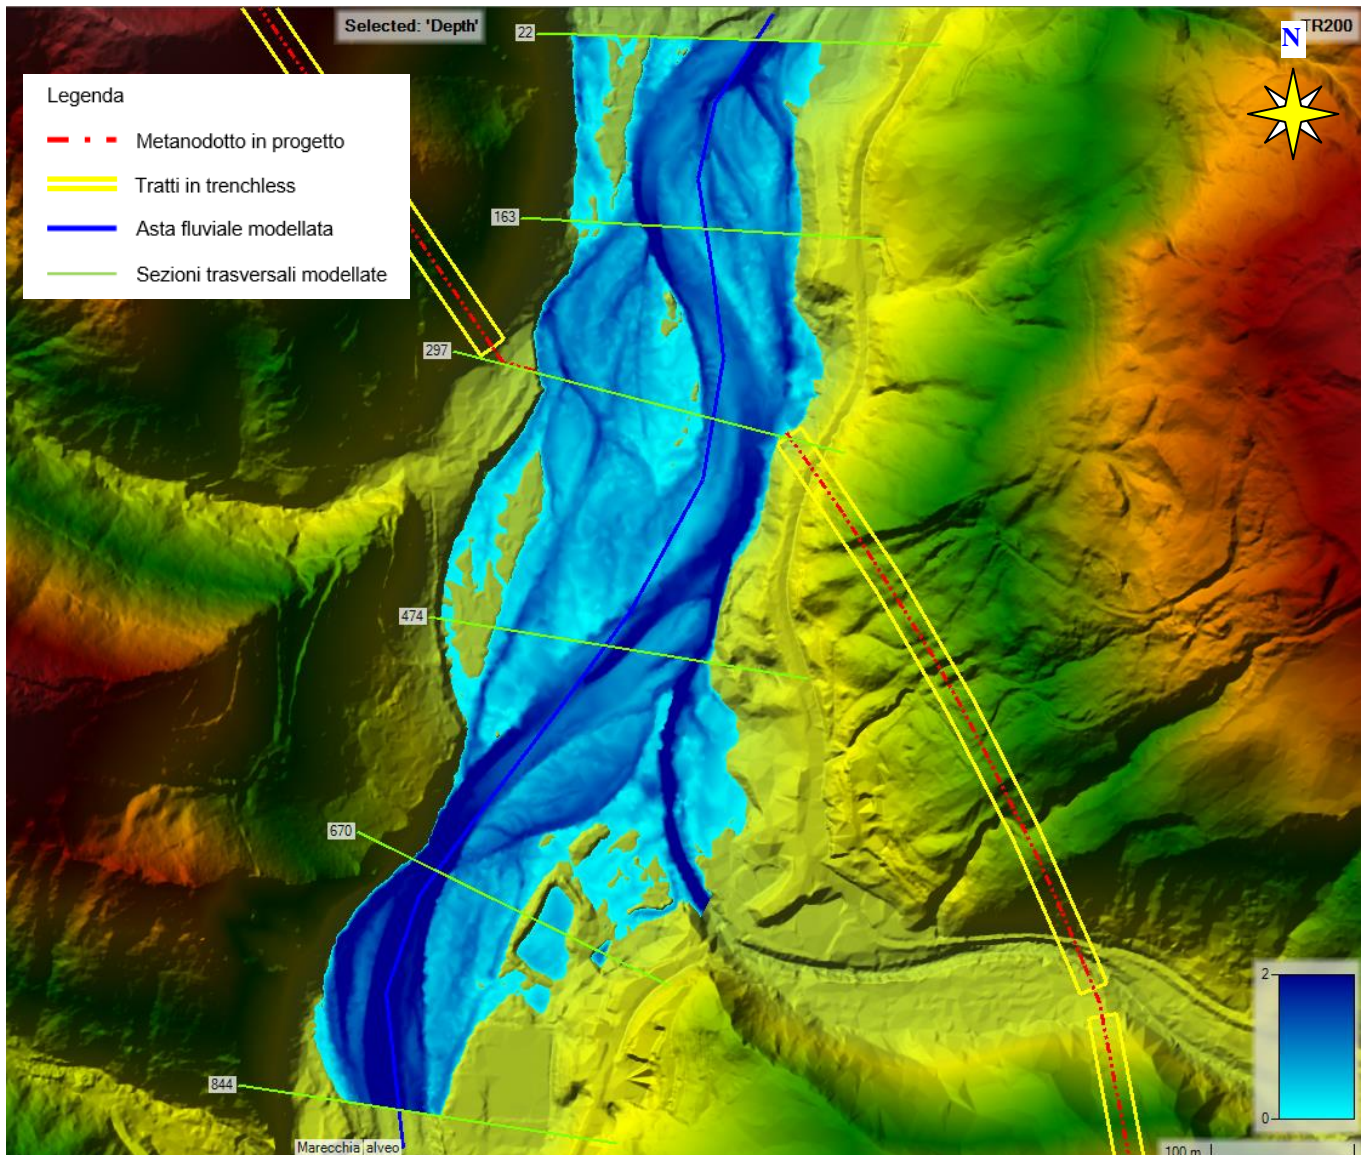 Selected: 'Depth'
TR200
N
22
Legenda
Metanodotto in progetto
Tratti in trenchless
Asta fluviale modellata
Sezioni trasversali modellate
163
297
474
670
844
2
0
Marecchia alveo
100 m